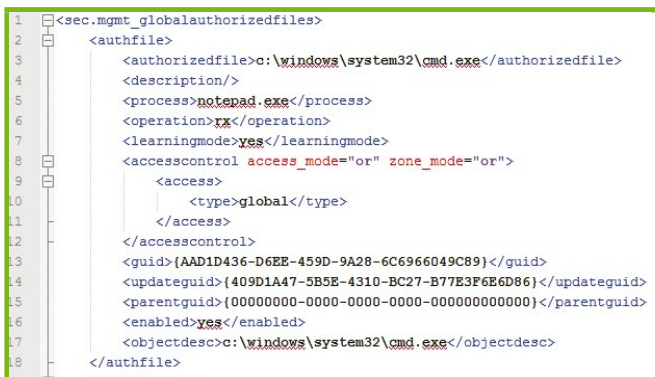 1 <sec.mgmt_globalauthorizedfiles>
2 <authfile>
3 <authorizedfile>c:\windows\system32\cmd.exe</authorizedfile>
4 <description/>
5 <process>notepad.exe</process>
6 <operation>rx</operation>
7 <learningmode>yes</learningmode>
8 <accesscontrol access_mode="or" zone_mode="or">
9 <access>
10 <type>global</type>
11 </access>
12 </accesscontrol>
13 <guid>{AAD1D436-D6EE-459D-9A28-6C6966049C89}</guid>
14 <updateguid>{409D1A47-5B5E-4310-BC27-B77E3F6E6D86}</updateguid>
15 <parentguid>{00000000-0000-0000-0000-000000000000}</parentguid>
16 <enabled>yes</enabled>
17 <objectdesc>c:\windows\system32\cmd.exe</objectdesc>
18 </authfile>